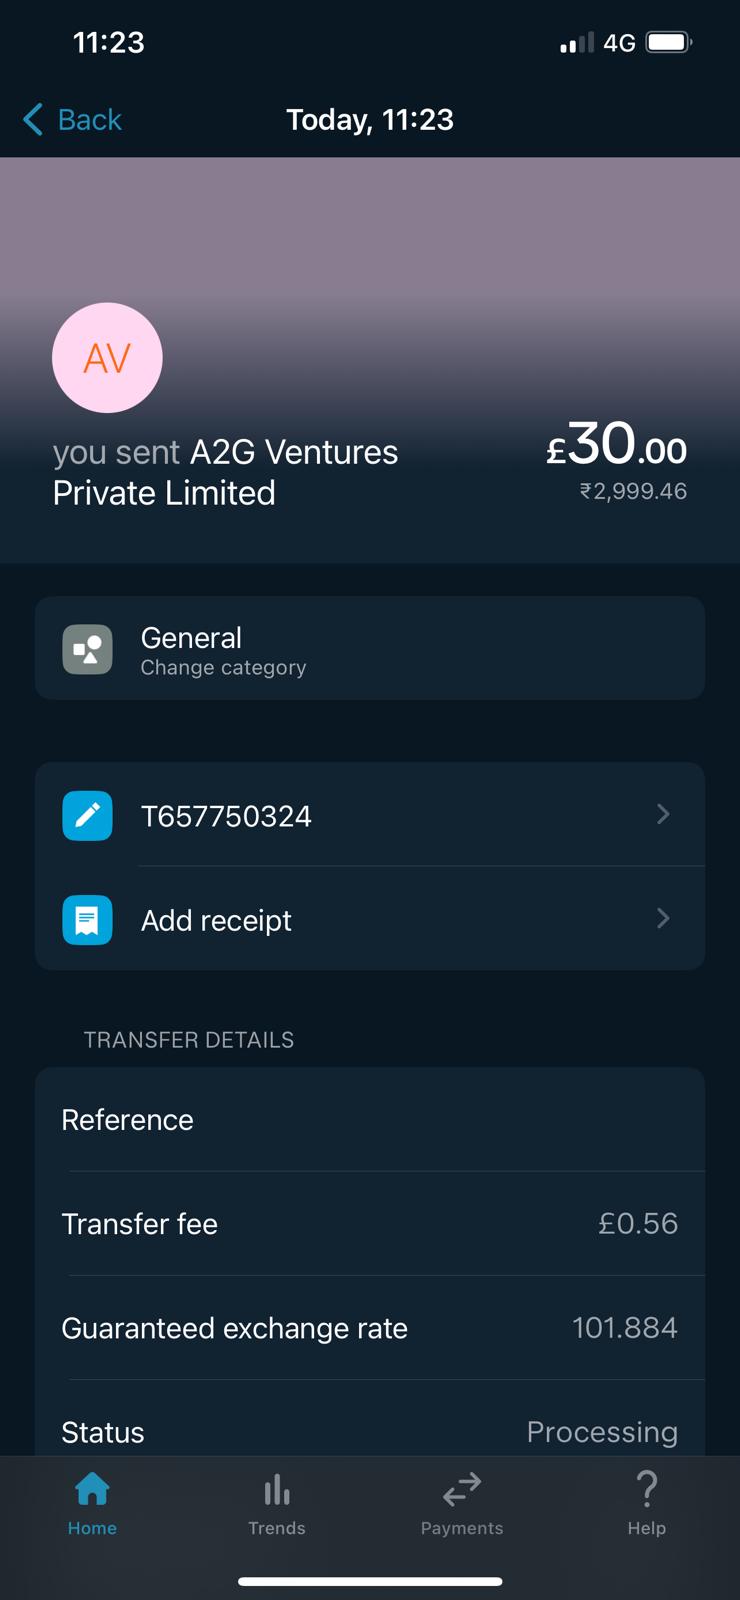 11:23
4G
Back
Today, 11:23
AV
you sent A2G Ventures
Private Limited
£30.00
₹2,999.46
General
Change category
T657750324
Add receipt
TRANSFER DETAILS
Reference
Transfer fee £0.56
Guaranteed exchange rate 101.884
Status Processing
Home Trends Payments Help